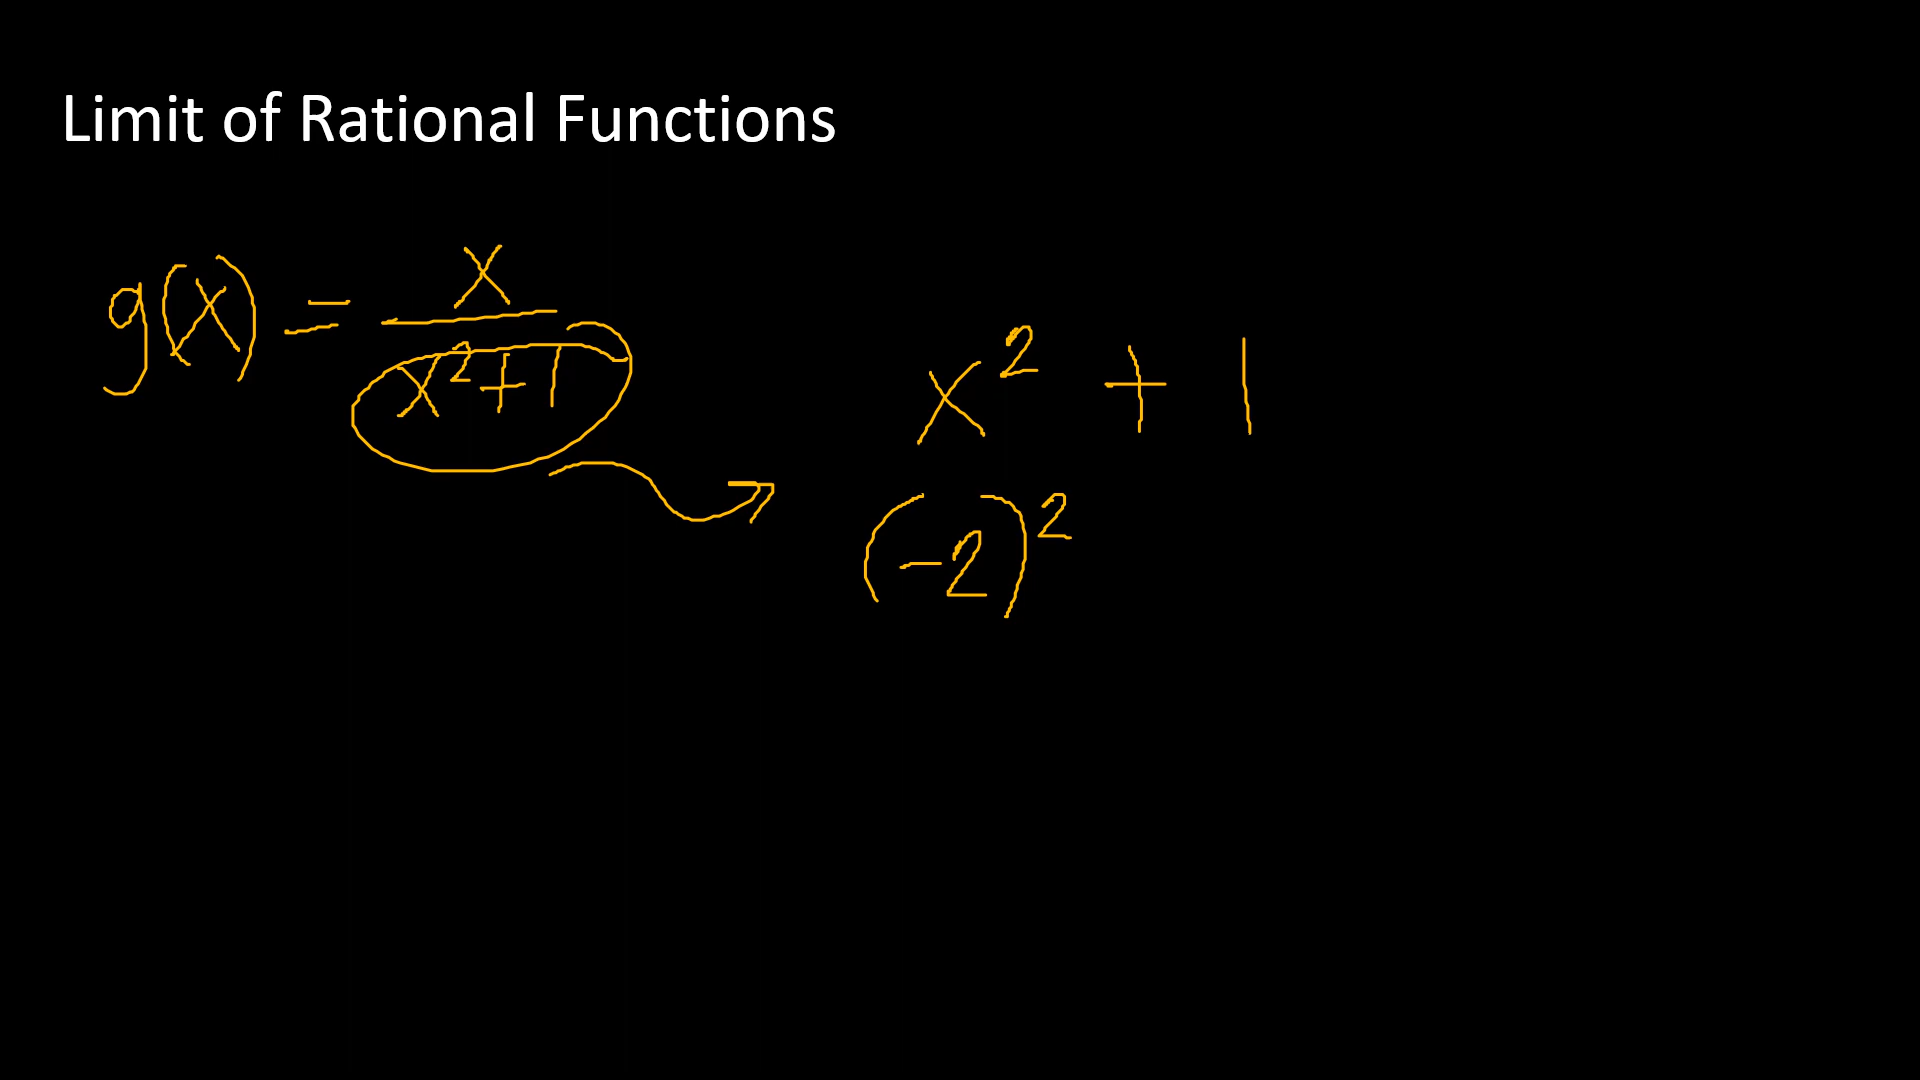 Limit of Rational Functions
g(x) = x
x² + 1
x² + 1
(-2)²